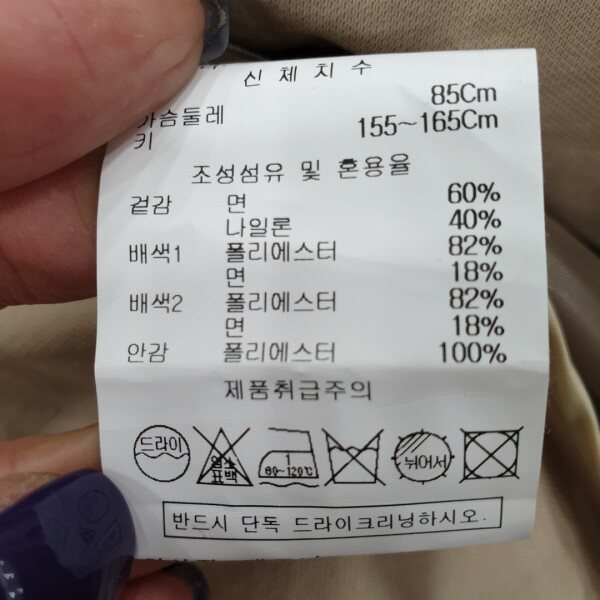 신체치수
가슴둘레 85Cm
키 155~165Cm
조성섬유 및 혼용율
겉감 면 60%
나일론 40%
배색1 폴리에스터 82%
면 18%
배색2 폴리에스터 82%
면 18%
안감 폴리에스터 100%
제품취급주의
드라이 염소 표백 1 80~120℃ 뉘어서
반드시 단독 드라이크리닝하시오.